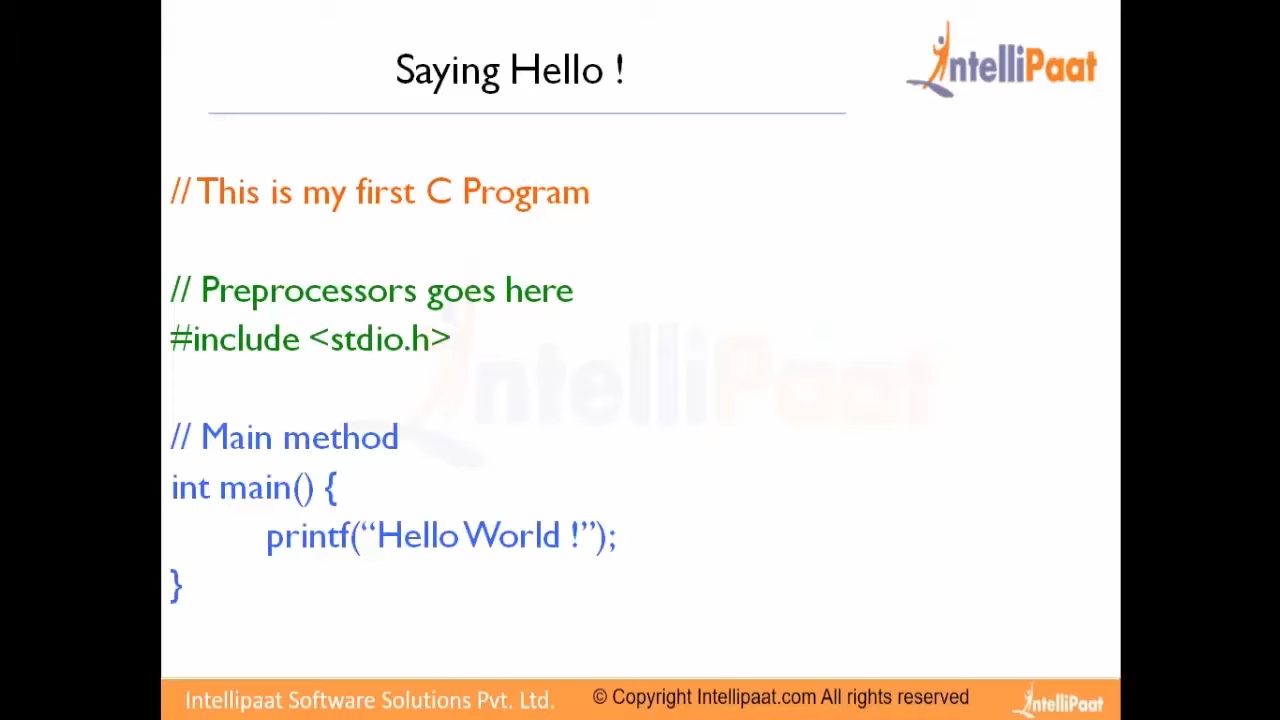 Saying Hello !
IntelliPaat
// This is my first C Program
// Preprocessors goes here
#include <stdio.h>
IntelliPaat
// Main method
int main() {
printf(“Hello World !”);
}
Intellipaat Software Solutions Pvt. Ltd.
© Copyright Intellipaat.com All rights reserved
IntelliPaat